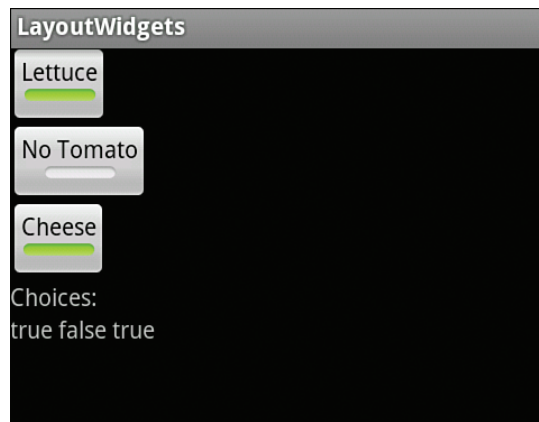 LayoutWidgets
Lettuce
No Tomato
Cheese
Choices:
true false true